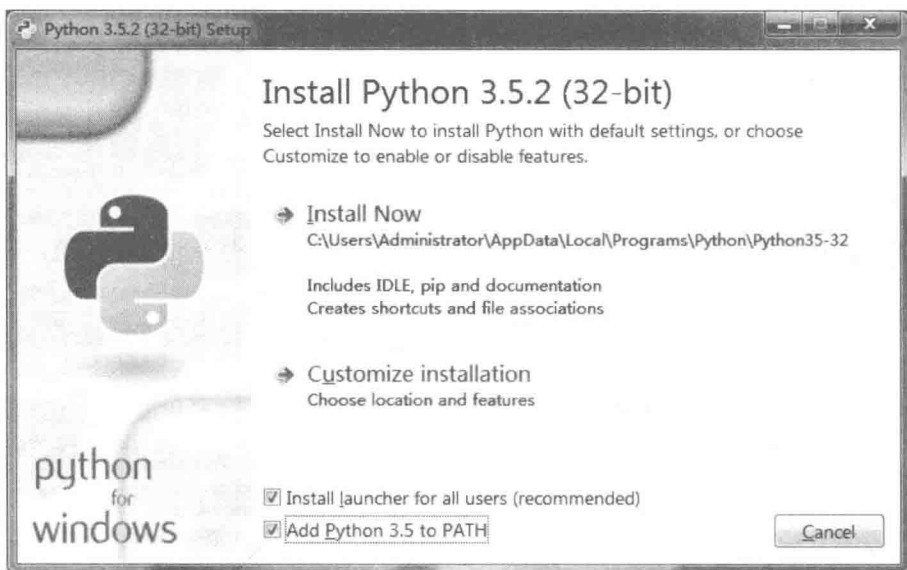 Python 3.5.2 (32-bit) Setup
Install Python 3.5.2 (32-bit)
Select Install Now to install Python with default settings, or choose
Customize to enable or disable features.
Install Now
C:\Users\Administrator\AppData\Local\Programs\Python\Python35-32
Includes IDLE, pip and documentation
Creates shortcuts and file associations
Customize installation
Choose location and features
python
for
windows
Install launcher for all users (recommended)
Add Python 3.5 to PATH
Cancel